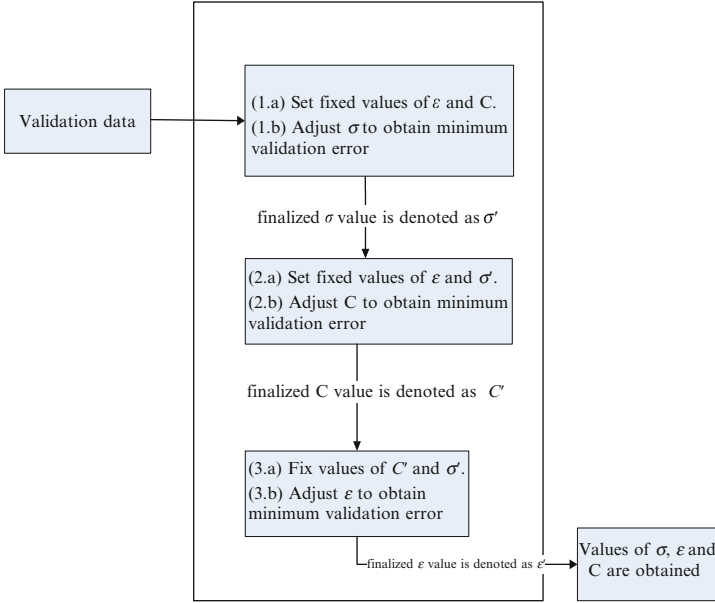 Validation data
(1.a) Set fixed values of ε and C.
(1.b) Adjust σ to obtain minimum
validation error
finalized σ value is denoted as σ′
(2.a) Set fixed values of ε and σ′.
(2.b) Adjust C to obtain minimum
validation error
finalized C value is denoted as C′
(3.a) Fix values of C′ and σ′.
(3.b) Adjust ε to obtain
minimum validation error
finalized ε value is denoted as ε′
Values of σ, ε and
C are obtained